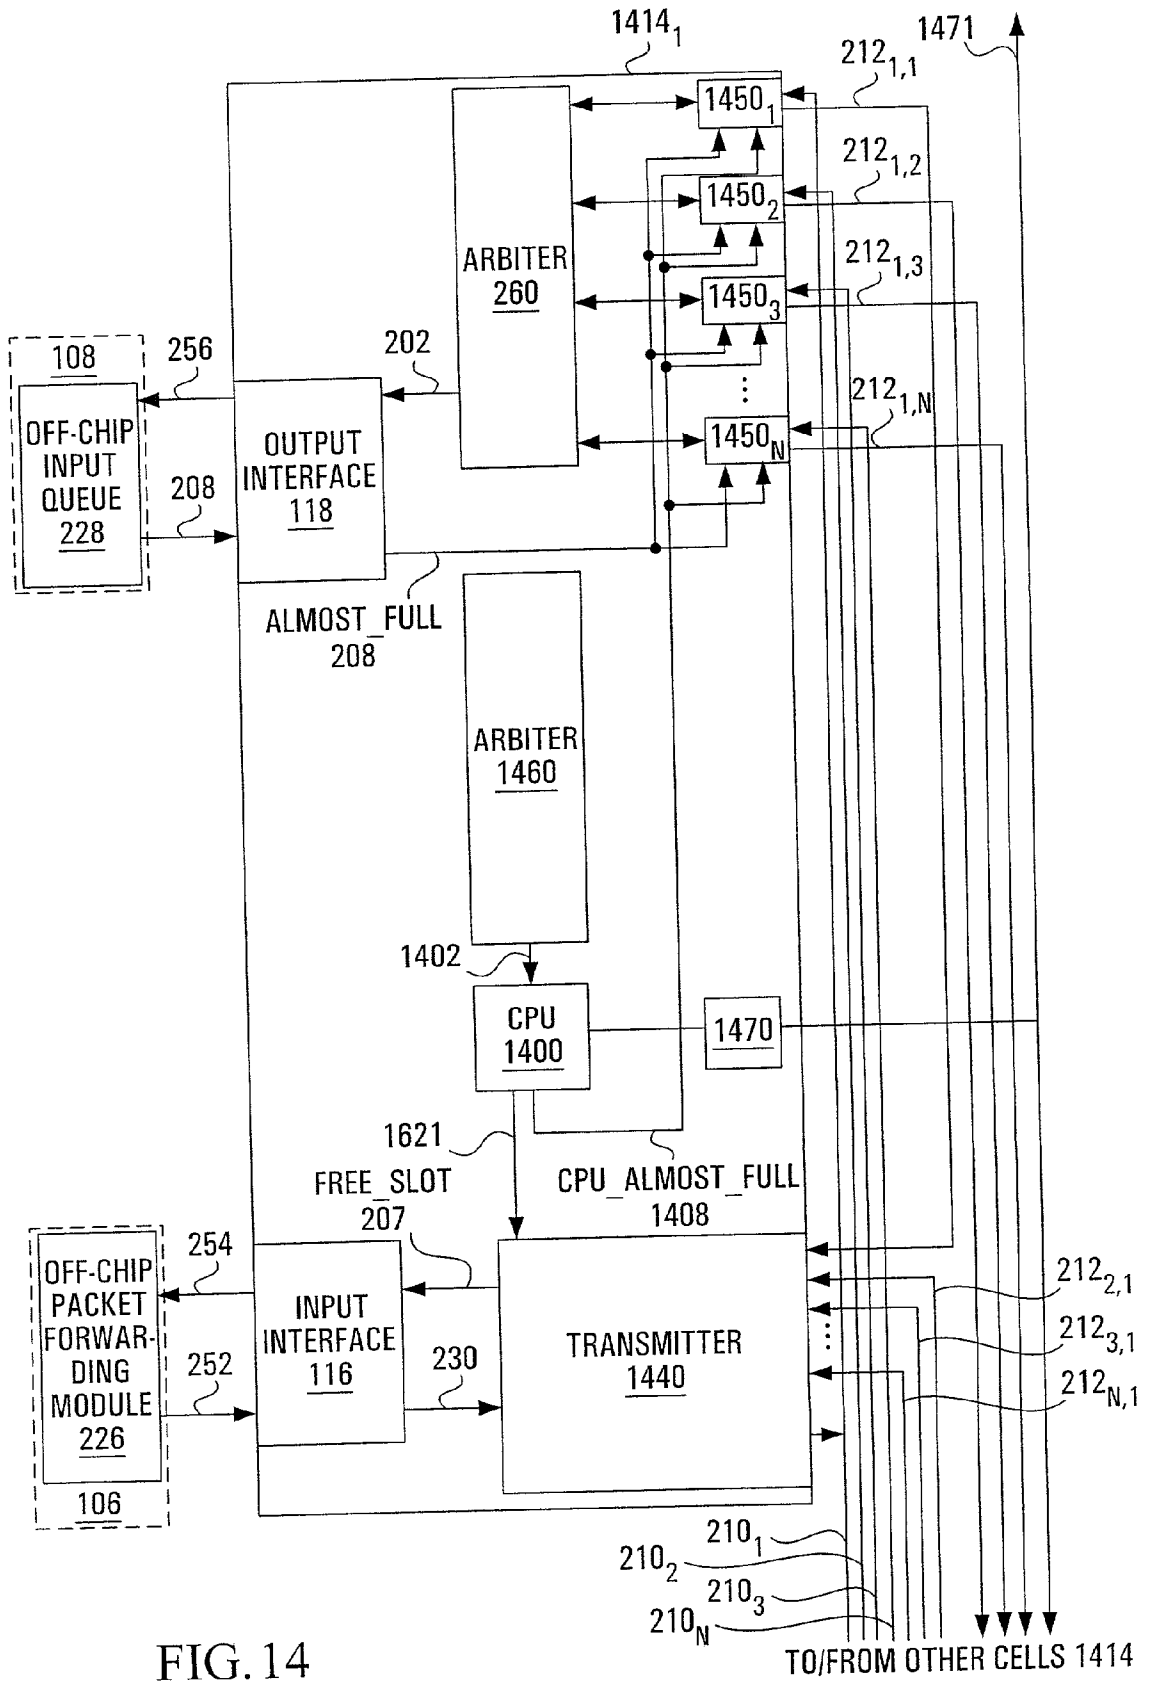 1414₁
1471
212₁,₁
1450₁
212₁,₂
1450₂
ARBITER
260
212₁,₃
1450₃
108
256
202
212₁,N
OFF-CHIP
INPUT
QUEUE
228
OUTPUT
INTERFACE
118
1450N
208
ALMOST_FULL
208
ARBITER
1460
1402
CPU
1400
1470
1621
FREE_SLOT
207
CPU_ALMOST_FULL
1408
254
OFF-CHIP
PACKET
FORWAR-
DING
MODULE
226
INPUT
INTERFACE
116
TRANSMITTER
1440
212₂,₁
212₃,₁
252
230
212N,₁
106
210₁
210₂
210₃
210N
TO/FROM OTHER CELLS 1414
FIG. 14